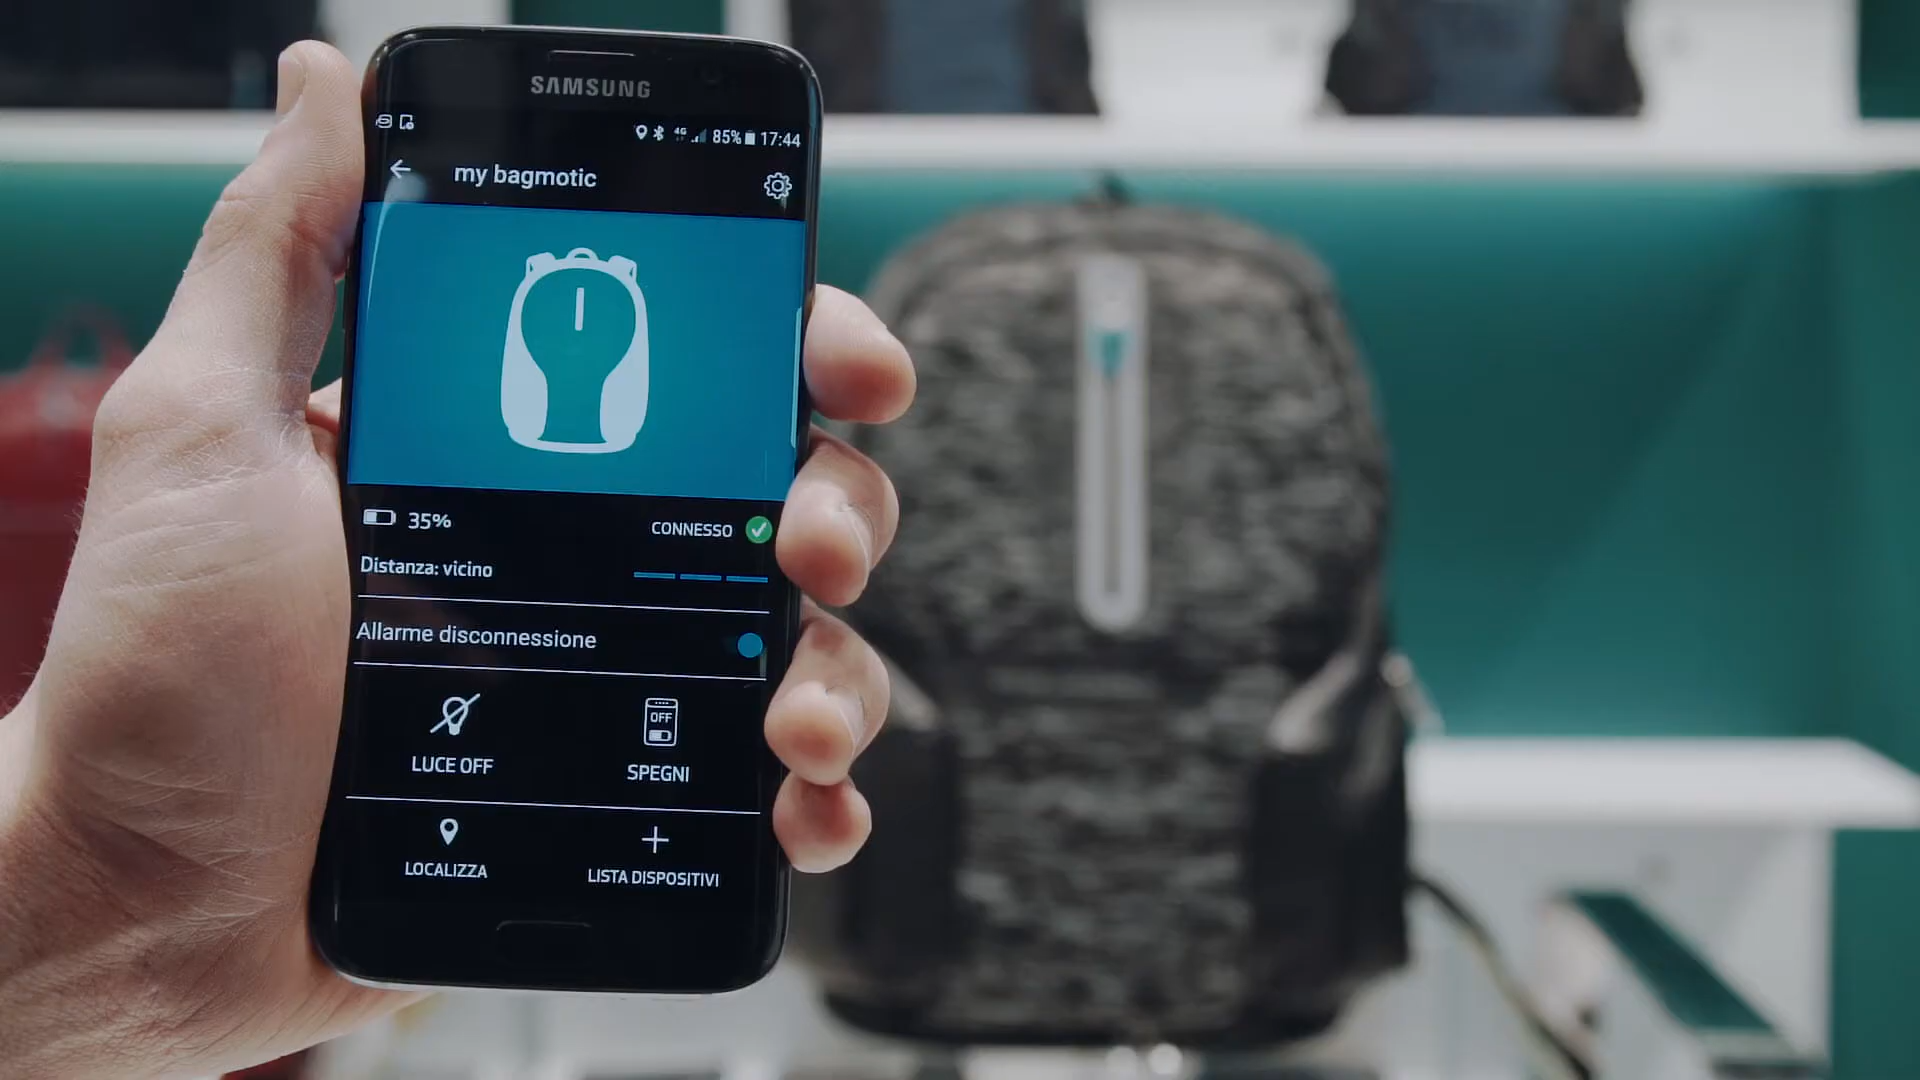 SAMSUNG
4G 85% 17:44
my bagmotic
35% CONNESSO
Distanza: vicino
Allarme disconnessione
OFF
LUCE OFF SPEGNI
LOCALIZZA LISTA DISPOSITIVI